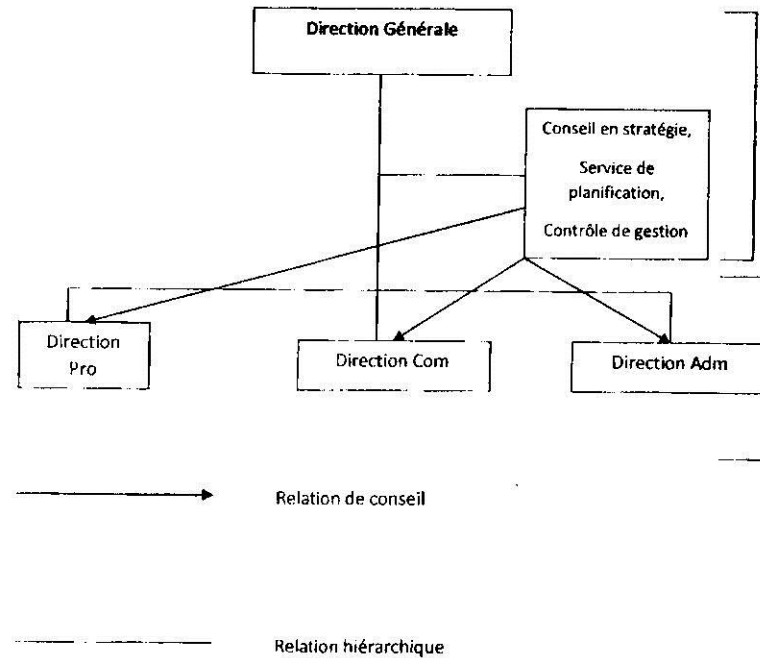 Direction Générale
Conseil en stratégie,
Service de
planification,
Contrôle de gestion
Direction
Pro
Direction Com
Direction Adm
Relation de conseil
Relation hiérarchique